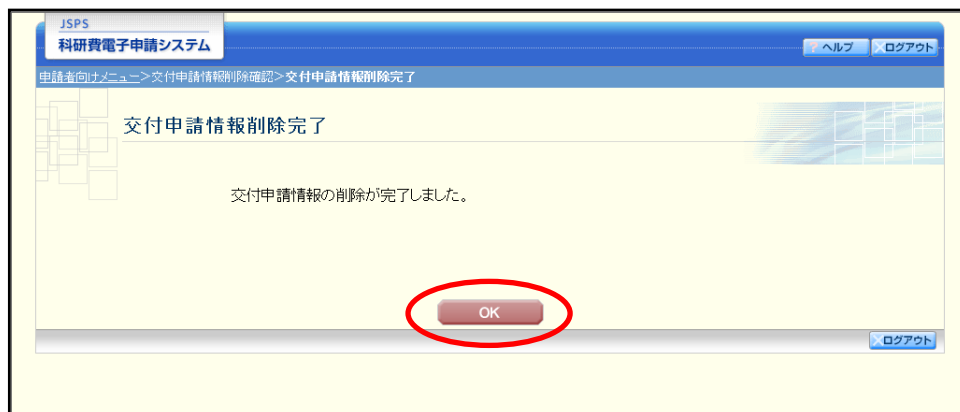 JSPS
科研費電子申請システム
? ヘルプ
ログアウト
申請者向けメニュー>交付申請情報削除確認>交付申請情報削除完了
交付申請情報削除完了
交付申請情報の削除が完了しました。
OK
ログアウト